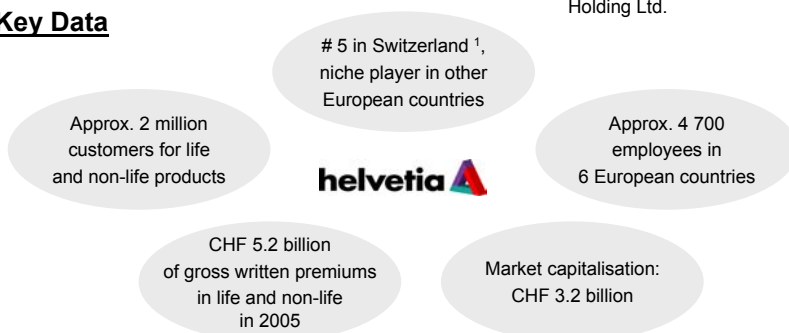 Holding Ltd.
Key Data
# 5 in Switzerland ¹,
niche player in other
European countries
Approx. 2 million
customers for life
and non-life products
Approx. 4 700
employees in
6 European countries
helvetia
CHF 5.2 billion
of gross written premiums
in life and non-life
in 2005
Market capitalisation:
CHF 3.2 billion